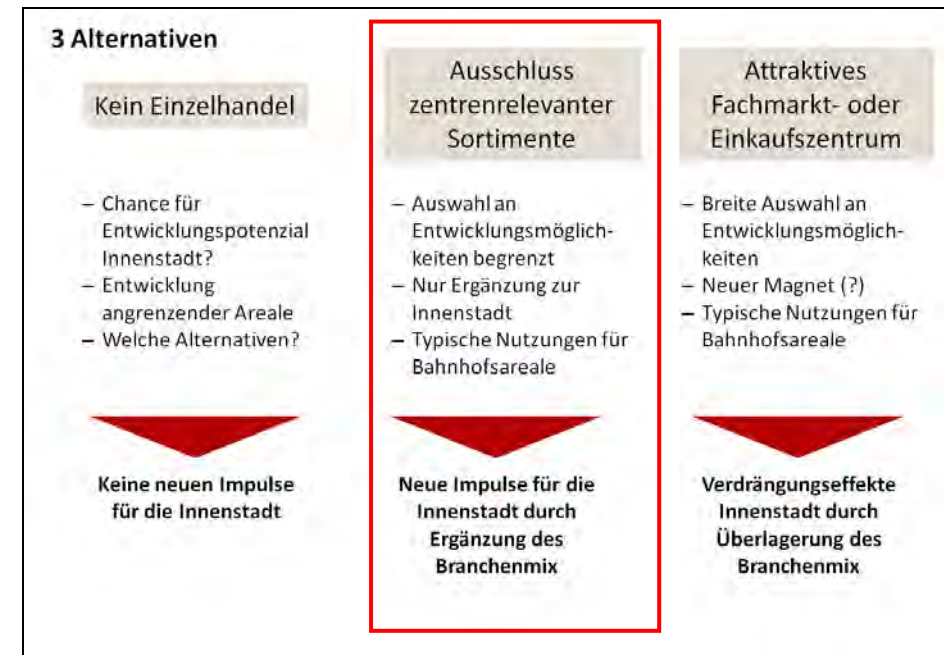 3 Alternativen
Kein Einzelhandel
– Chance für
Entwicklungspotenzial
Innenstadt?
– Entwicklung
angrenzender Areale
– Welche Alternativen?
Keine neuen Impulse
für die Innenstadt
Ausschluss
zentrenrelevanter
Sortimente
– Auswahl an
Entwicklungsmöglich-
keiten begrenzt
– Nur Ergänzung zur
Innenstadt
– Typische Nutzungen für
Bahnhofsareale
Neue Impulse für die
Innenstadt durch
Ergänzung des
Branchenmix
Attraktives
Fachmarkt- oder
Einkaufszentrum
– Breite Auswahl an
Entwicklungsmöglich-
keiten
– Neuer Magnet (?)
– Typische Nutzungen für
Bahnhofsareale
Verdrängungseffekte
Innenstadt durch
Überlagerung des
Branchenmix